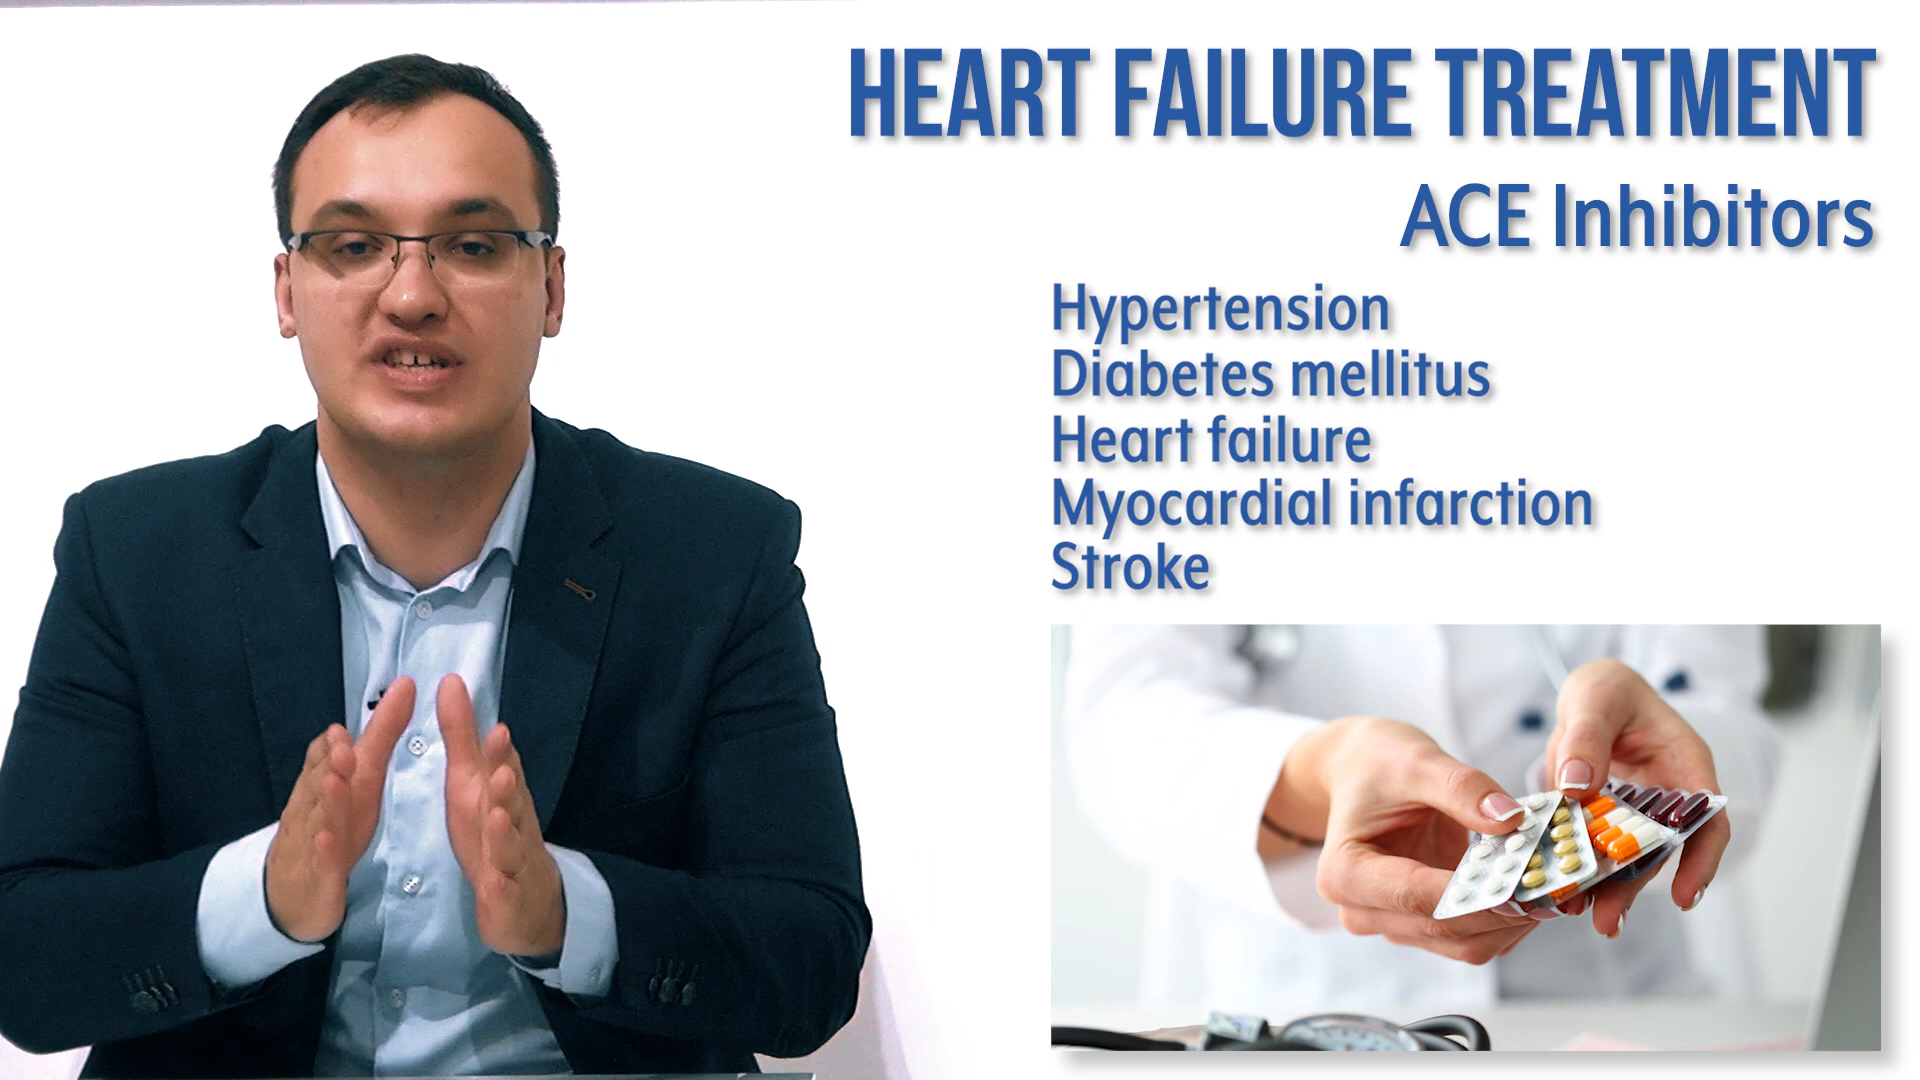 HEART FAILURE TREATMENT
ACE Inhibitors
Hypertension
Diabetes mellitus
Heart failure
Myocardial infarction
Stroke